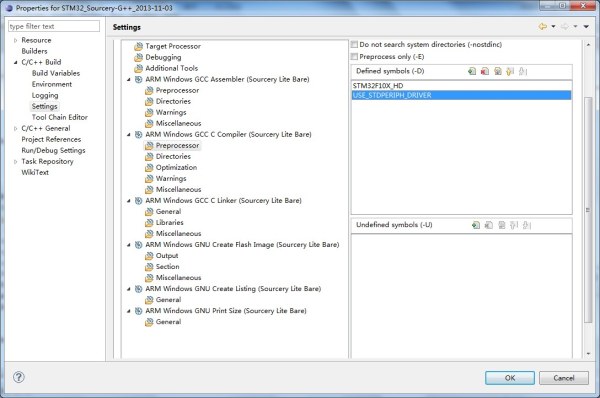 Properties for STM32_Sourcery-G++_2013-11-03
type filter text
Resource
Builders
C/C++ Build
Build Variables
Environment
Logging
Settings
Tool Chain Editor
C/C++ General
Project References
Run/Debug Settings
Task Repository
WikiText
Settings
Target Processor
Debugging
Additional Tools
ARM Windows GCC Assembler (Sourcery Lite Bare)
Preprocessor
Directories
Warnings
Miscellaneous
ARM Windows GCC C Compiler (Sourcery Lite Bare)
Preprocessor
Directories
Optimization
Warnings
Miscellaneous
ARM Windows GCC C Linker (Sourcery Lite Bare)
General
Libraries
Miscellaneous
ARM Windows GNU Create Flash Image (Sourcery Lite Bare)
Output
Section
Miscellaneous
ARM Windows GNU Create Listing (Sourcery Lite Bare)
General
ARM Windows GNU Print Size (Sourcery Lite Bare)
General
Do not search system directories (-nostdinc)
Preprocess only (-E)
Defined symbols (-D)
STM32F10X_HD
USE_STDPERIPH_DRIVER
Undefined symbols (-U)
OK
Cancel